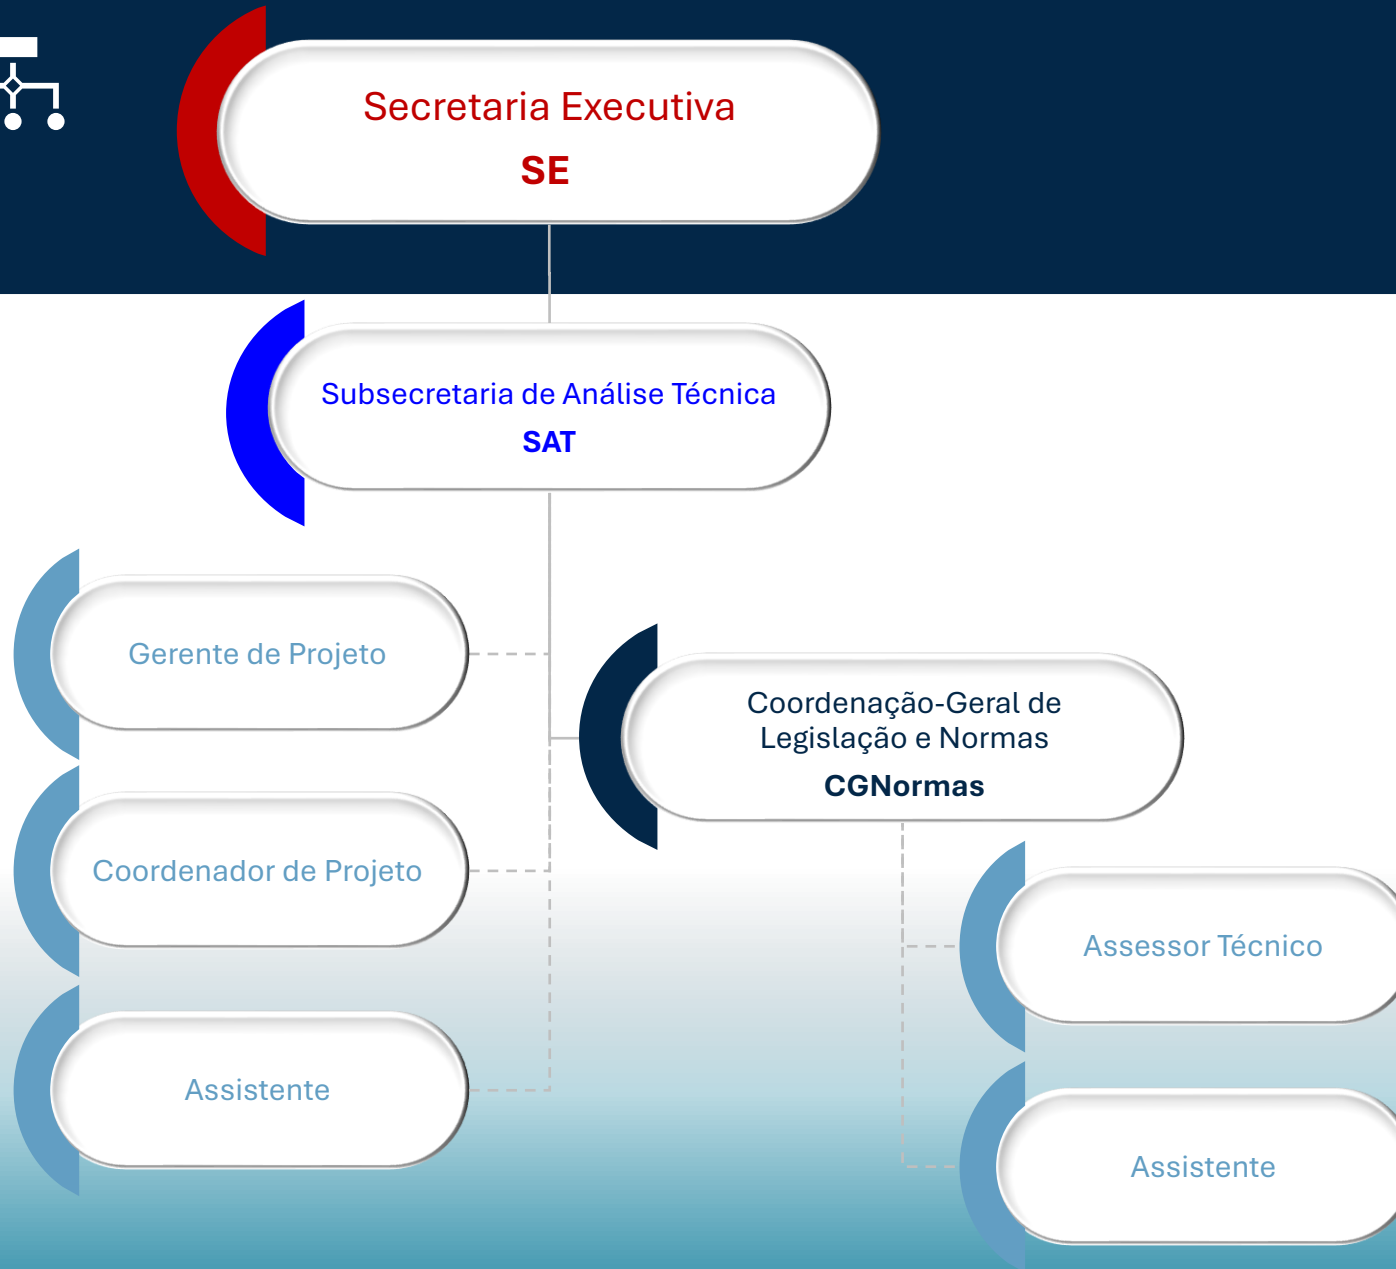 Secretaria Executiva
SE
Subsecretaria de Análise Técnica
SAT
Gerente de Projeto
Coordenação-Geral de
Legislação e Normas
CGNormas
Coordenador de Projeto
Assessor Técnico
Assistente
Assistente